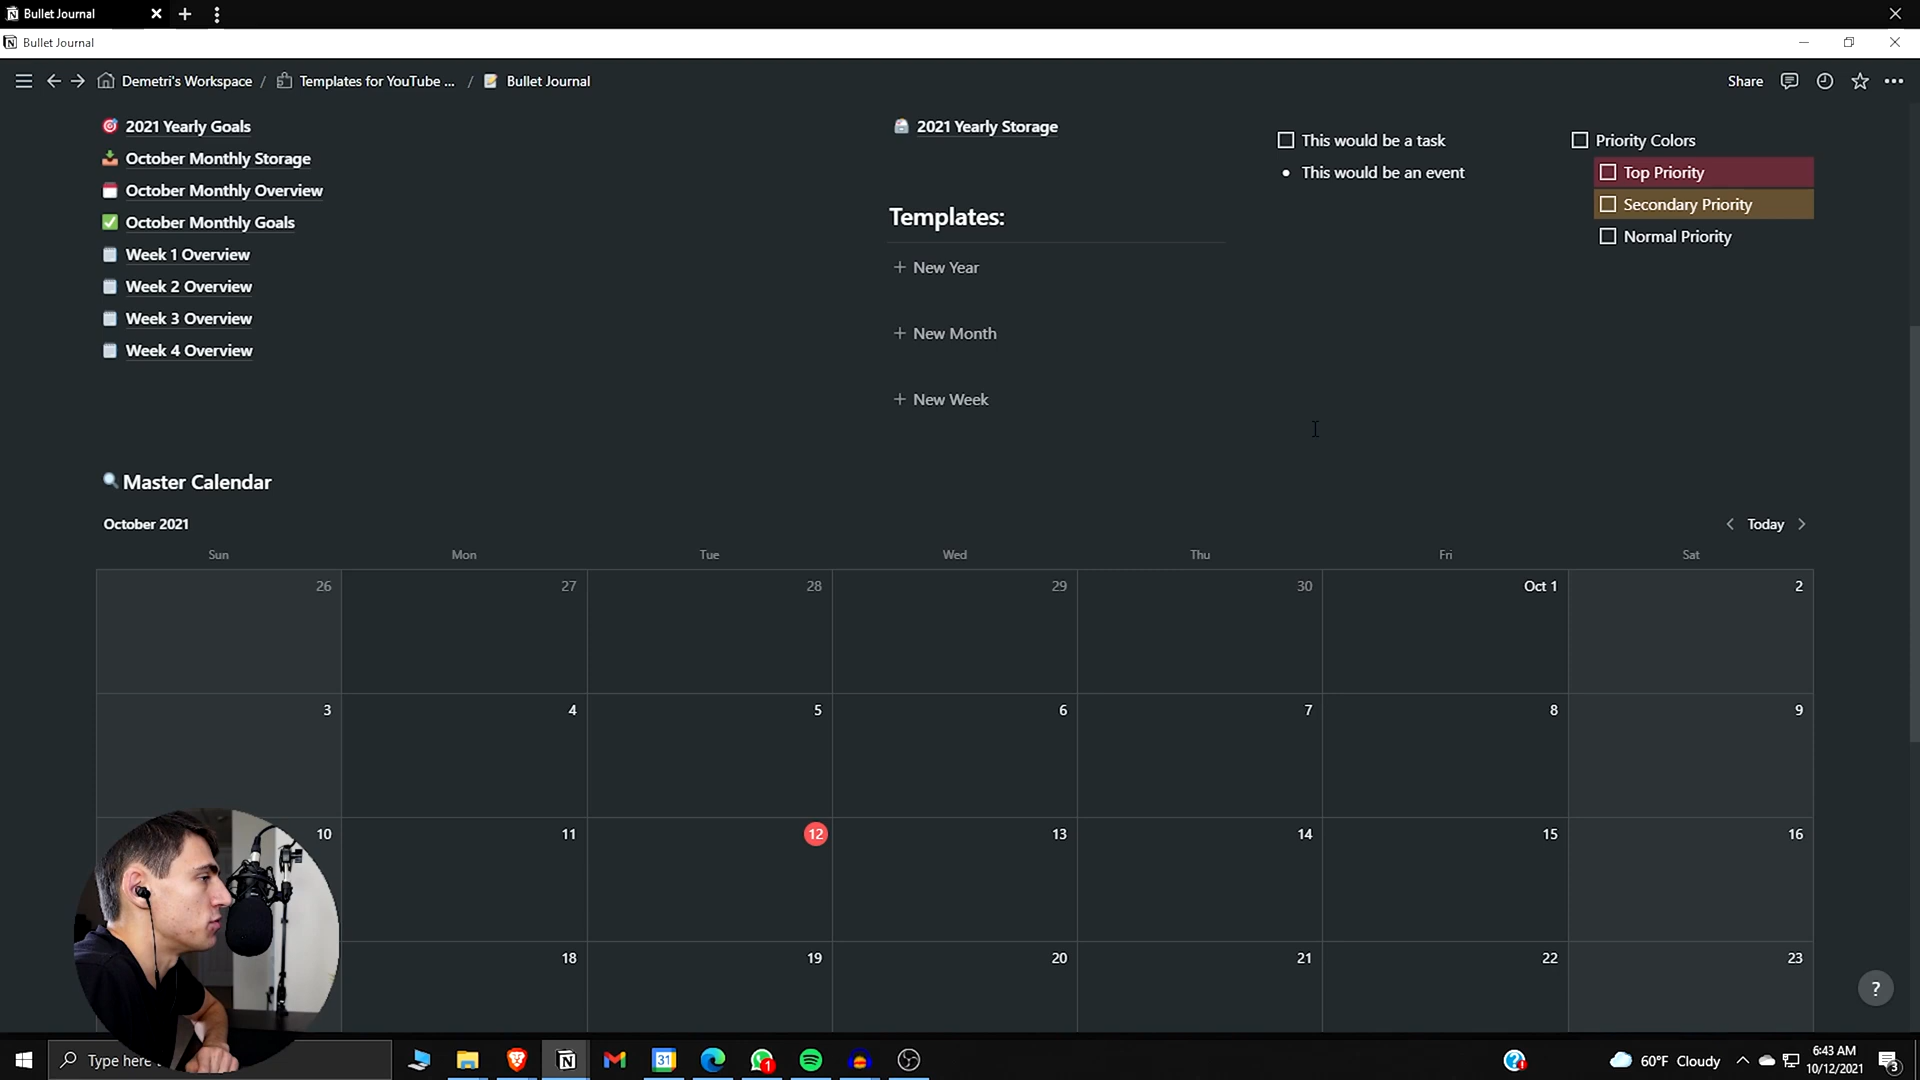 Bullet Journal
Bullet Journal
Demetri's Workspace / Templates for YouTube ... / Bullet Journal
Share
2021 Yearly Goals
October Monthly Storage
October Monthly Overview
October Monthly Goals
Week 1 Overview
Week 2 Overview
Week 3 Overview
Week 4 Overview
2021 Yearly Storage
Templates:
+ New Year
+ New Month
+ New Week
This would be a task
• This would be an event
Priority Colors
Top Priority
Secondary Priority
Normal Priority
Master Calendar
October 2021
Today
Sun Mon Tue Wed Thu Fri Sat
26 27 28 29 30 Oct 1 2
3 4 5 6 7 8 9
10 11 12 13 14 15 16
18 19 20 21 22 23
?
Type here
31
1
60°F Cloudy
6:43 AM
10/12/2021
3